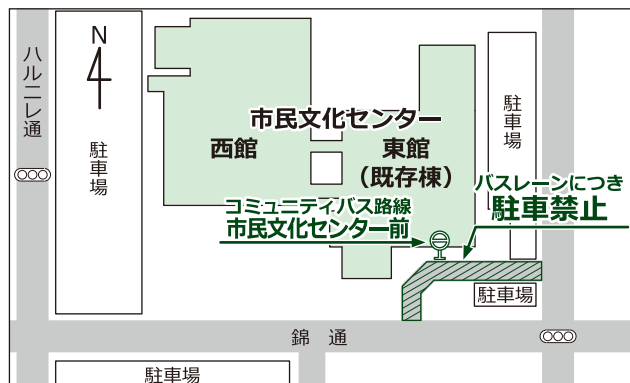 ハルニレ通
N
駐車場
市民文化センター
西館
東館
（既存棟）
駐車場
コミュニティバス路線
市民文化センター前
バスレーンにつき
駐車禁止
駐車場
錦 通
駐車場